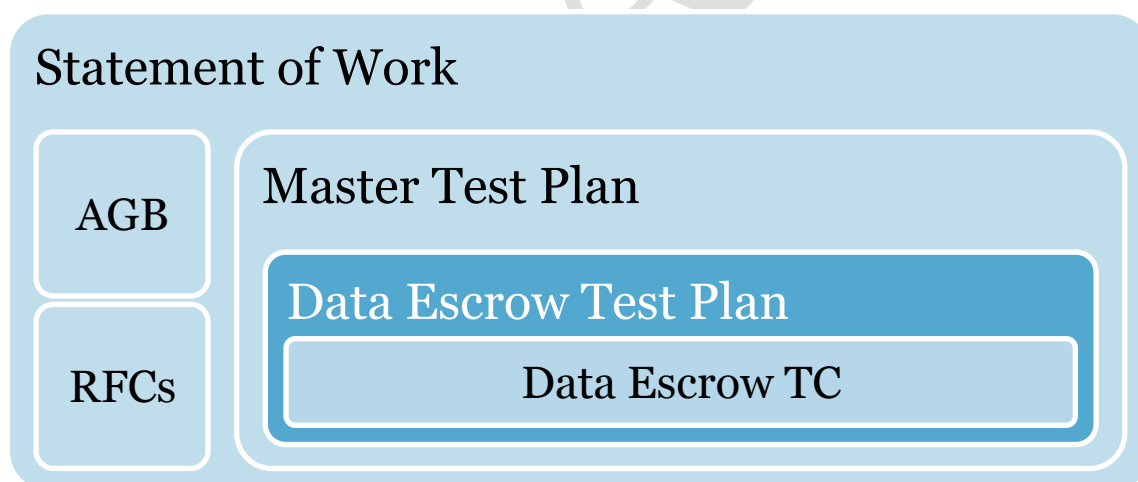 Statement of Work
AGB
Master Test Plan
Data Escrow Test Plan
RFCs
Data Escrow TC